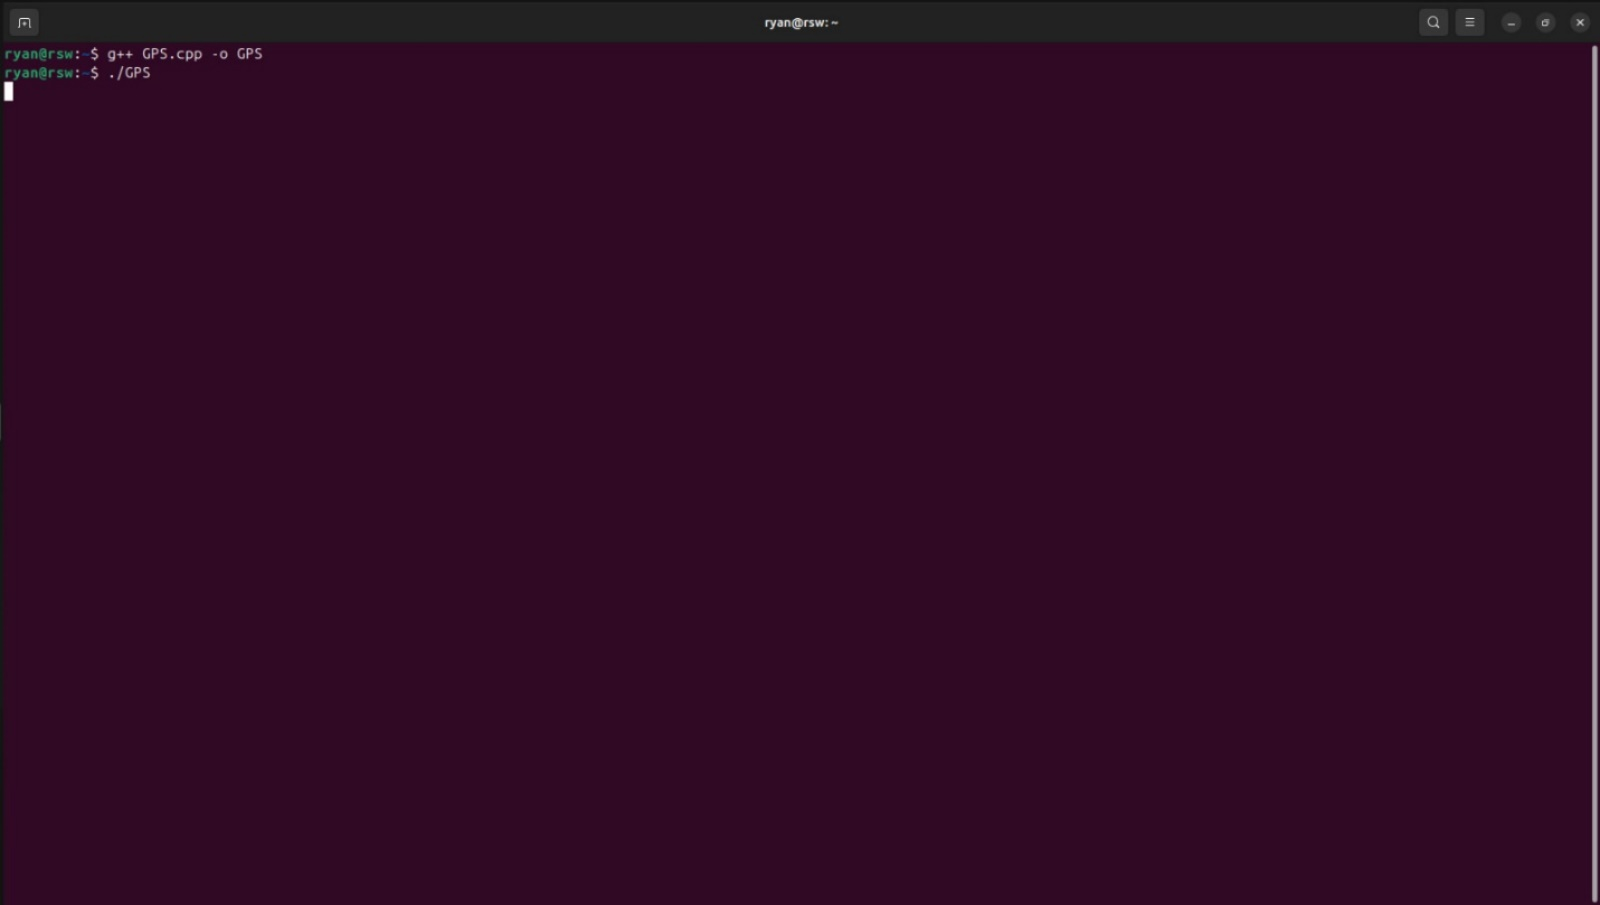 ryan@rsw: ~
ryan@rsw:~$ g++ GPS.cpp -o GPS
ryan@rsw:~$ ./GPS